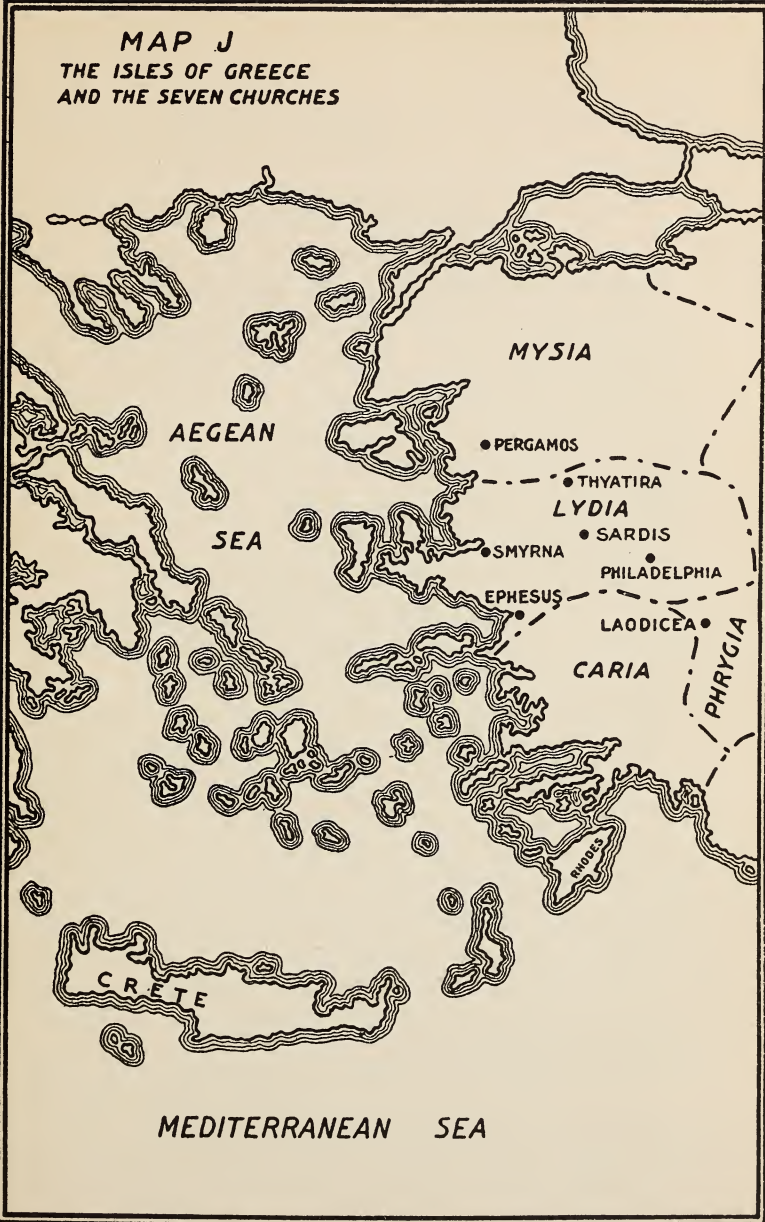 MAP J
THE ISLES OF GREECE
AND THE SEVEN CHURCHES
MYSIA
AEGEAN
PERGAMOS
THYATIRA
LYDIA
SARDIS
SEA
SMYRNA
PHILADELPHIA
EPHESUS
LAODICEA
PHRYGIA
CARIA
RHODES
CRETE
MEDITERRANEAN SEA